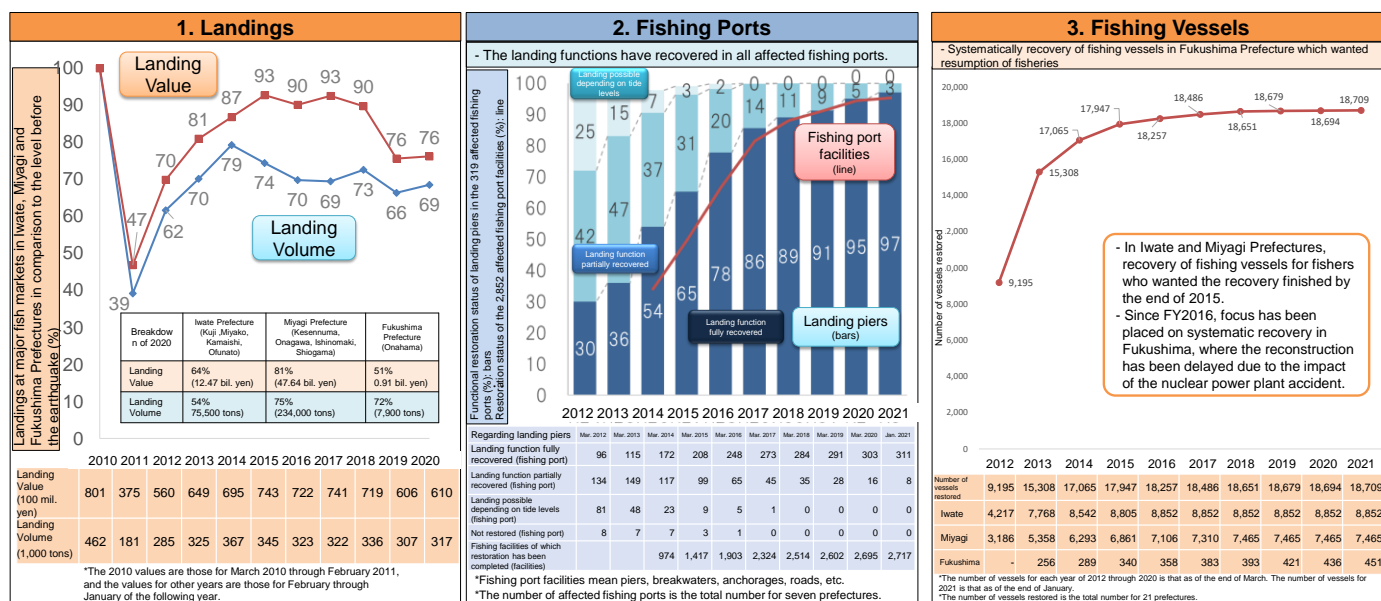 1. Landings
Landings at major fish markets in Iwate, Miyagi and
Fukushima Prefectures in comparison to the level before
the earthquake (%)
100
90
80
70
60
50
40
30
20
10
0
Landing
Value
47
70
81
87
93
90
93
90
76
76
39
62
70
79
74
70
69
73
66
69
Landing
Volume
Breakdow
n of 2020
Iwate Prefecture
(Kuji ,Miyako,
Kamaishi,
Ofunato)
Miyagi Prefecture
(Kesennuma,
Onagawa, Ishinomaki,
Shiogama)
Fukushima
Prefecture
(Onahama)
Landing
Value
64%
(12.47 bil. yen)
81%
(47.64 bil. yen)
51%
0.91 bil. yen)
Landing
Volume
54%
75,500 tons)
75%
(234,000 tons)
72%
(7,900 tons)
2010 2011 2012 2013 2014 2015 2016 2017 2018 2019 2020
Landing
Value
(100 mil.
yen)
801 375 560 649 695 743 722 741 719 606 610
Landing
Volume
(1,000 tons)
462 181 285 325 367 345 323 322 336 307 317
*The 2010 values are those for March 2010 through February 2011,
and the values for other years are those for February through
January of the following year.
2. Fishing Ports
- The landing functions have recovered in all affected fishing ports.
Functional restoration status of landing piers in the 319 affected fishing
ports (%): bars
Restoration status of the 2,852 affected fishing port facilities (%): line
100
90
80
70
60
50
40
30
20
10
0
Landing possible
depending on tide
levels
25 15 7 3 2 0 0 0 0 0
42 47 37 31 20 14 11 9 5 3
30 36 54 65 78 86 89 91 95 97
Fishing port
facilities
(line)
Landing function
partially recovered
Landing function
fully recovered
Landing piers
(bars)
2012 2013 2014 2015 2016 2017 2018 2019 2020 2021
Regarding landing piers Mar. 2012 Mar. 2013 Mar. 2014 Mar. 2015 Mar. 2016 Mar. 2017 Mar. 2018 Mar. 2019 Mar. 2020 Jan. 2021
Landing function fully
recovered (fishing port)
96 115 172 208 248 273 284 291 303 311
Landing function partially
recovered (fishing port)
134 149 117 99 65 45 35 28 16 8
Landing possible
depending on tide levels
(fishing port)
81 48 23 9 5 1 0 0 0 0
Not restored (fishing port) 8 7 7 3 1 0 0 0 0 0
Fishing facilities of which
restoration has been
completed (facilities)
974 1,417 1,903 2,324 2,514 2,602 2,695 2,717
*Fishing port facilities mean piers, breakwaters, anchorages, roads, etc.
*The number of affected fishing ports is the total number for seven prefectures.
3. Fishing Vessels
- Systematically recovery of fishing vessels in Fukushima Prefecture which wanted
resumption of fisheries
Number of vessels restored
20,000
18,000
16,000
14,000
12,000
0,000
8,000
6,000
4,000
2,000
0
9,195
15,308
17,065
17,947
18,257
18,486
18,651
18,679
18,694
18,709
- In Iwate and Miyagi Prefectures,
recovery of fishing vessels for fishers
who wanted the recovery finished by
the end of 2015.
- Since FY2016, focus has been
placed on systematic recovery in
Fukushima, where the reconstruction
has been delayed due to the impact
of the nuclear power plant accident.
2012 2013 2014 2015 2016 2017 2018 2019 2020 2021
Number of
vessels
restored
9,195 15,308 17,065 17,947 18,257 18,486 18,651 18,679 18,694 18,709
Iwate 4,217 7,768 8,542 8,805 8,852 8,852 8,852 8,852 8,852 8,852
Miyagi 3,186 5,358 6,293 6,861 7,106 7,310 7,465 7,465 7,465 7,465
Fukushima - 256 289 340 358 383 393 421 436 451
*The number of vessels for each year of 2012 through 2020 is that as of the end of March. The number of vessels for
2021 is that as of the end of January.
*The number of vessels restored is the total number for 21 prefectures.